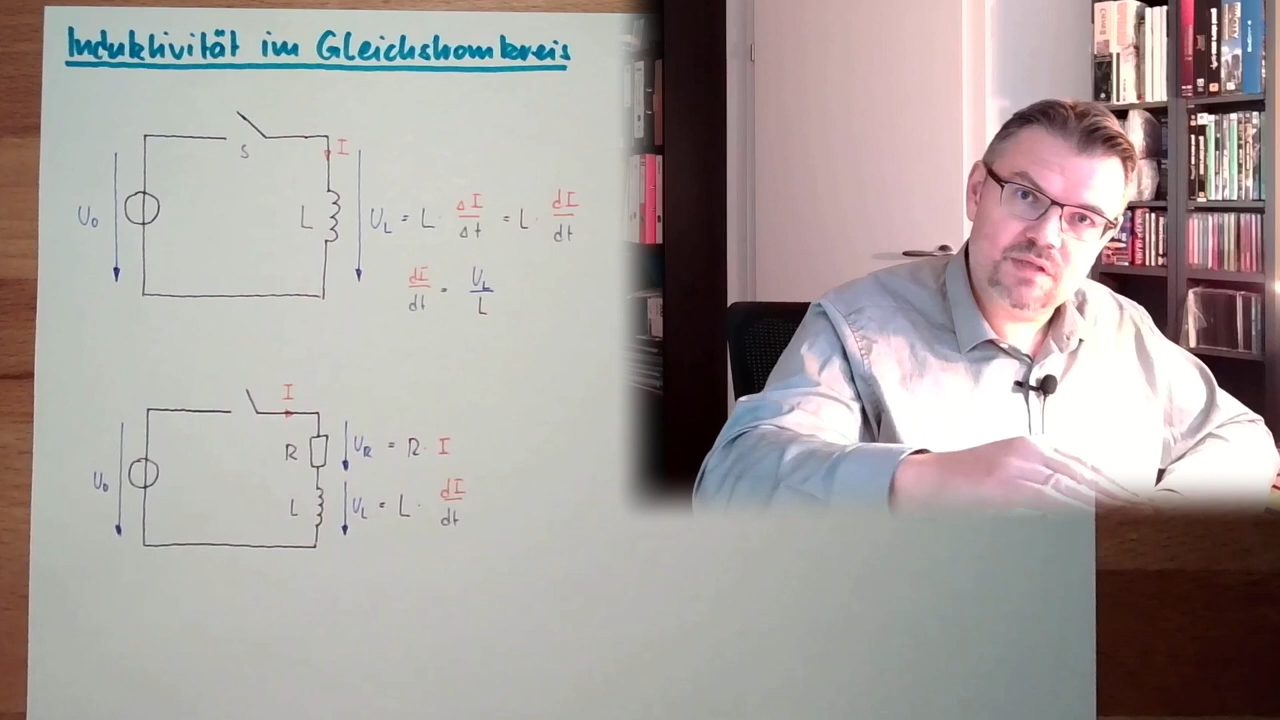 Induktivität im Gleichstromkreis
S
I
U₀
L
U_L = L · ΔI/Δt = L · dI/dt
dI/dt = U_L/L
I
R
U_R = R · I
U₀
L
U_L = L · dI/dt